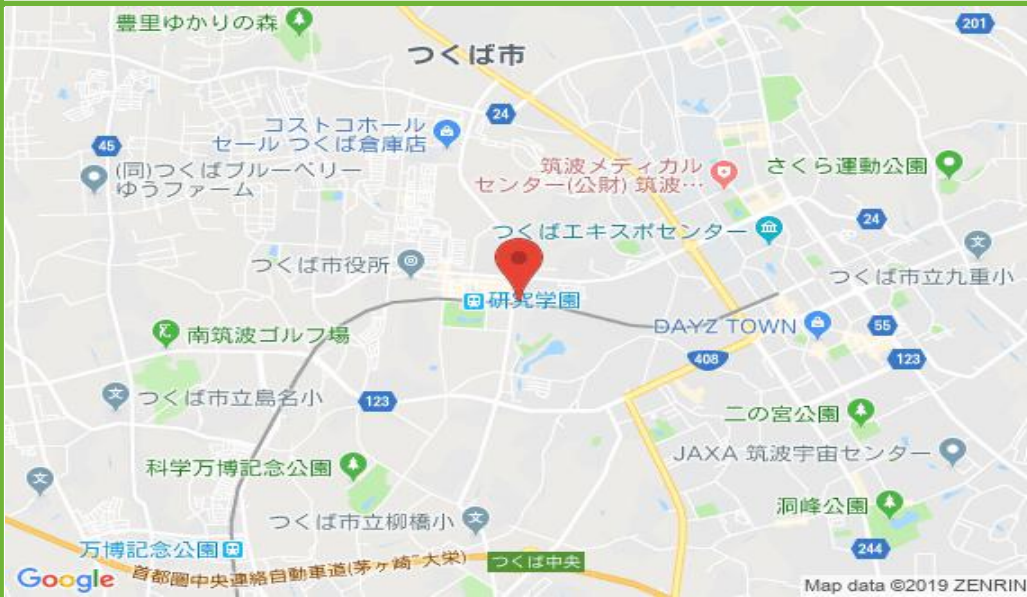 豊里ゆかりの森
201
つくば市
24
コストコホール
セール つくば倉庫店
45
(同)つくばブルーベリー
ゆうファーム
筑波メディカル
センター(公財) 筑波…
さくら運動公園
24
つくばエキスポセンター
つくば市役所
つくば市立九重小
研究学園
南筑波ゴルフ場
DAYZ TOWN
55
408
123
つくば市立島名小
123
二の宮公園
JAXA 筑波宇宙センター
科学万博記念公園
洞峰公園
つくば市立柳橋小
万博記念公園
244
首都圏中央連絡自動車道(茅ヶ崎~大栄)
つくば中央
Google
Map data ©2019 ZENRIN